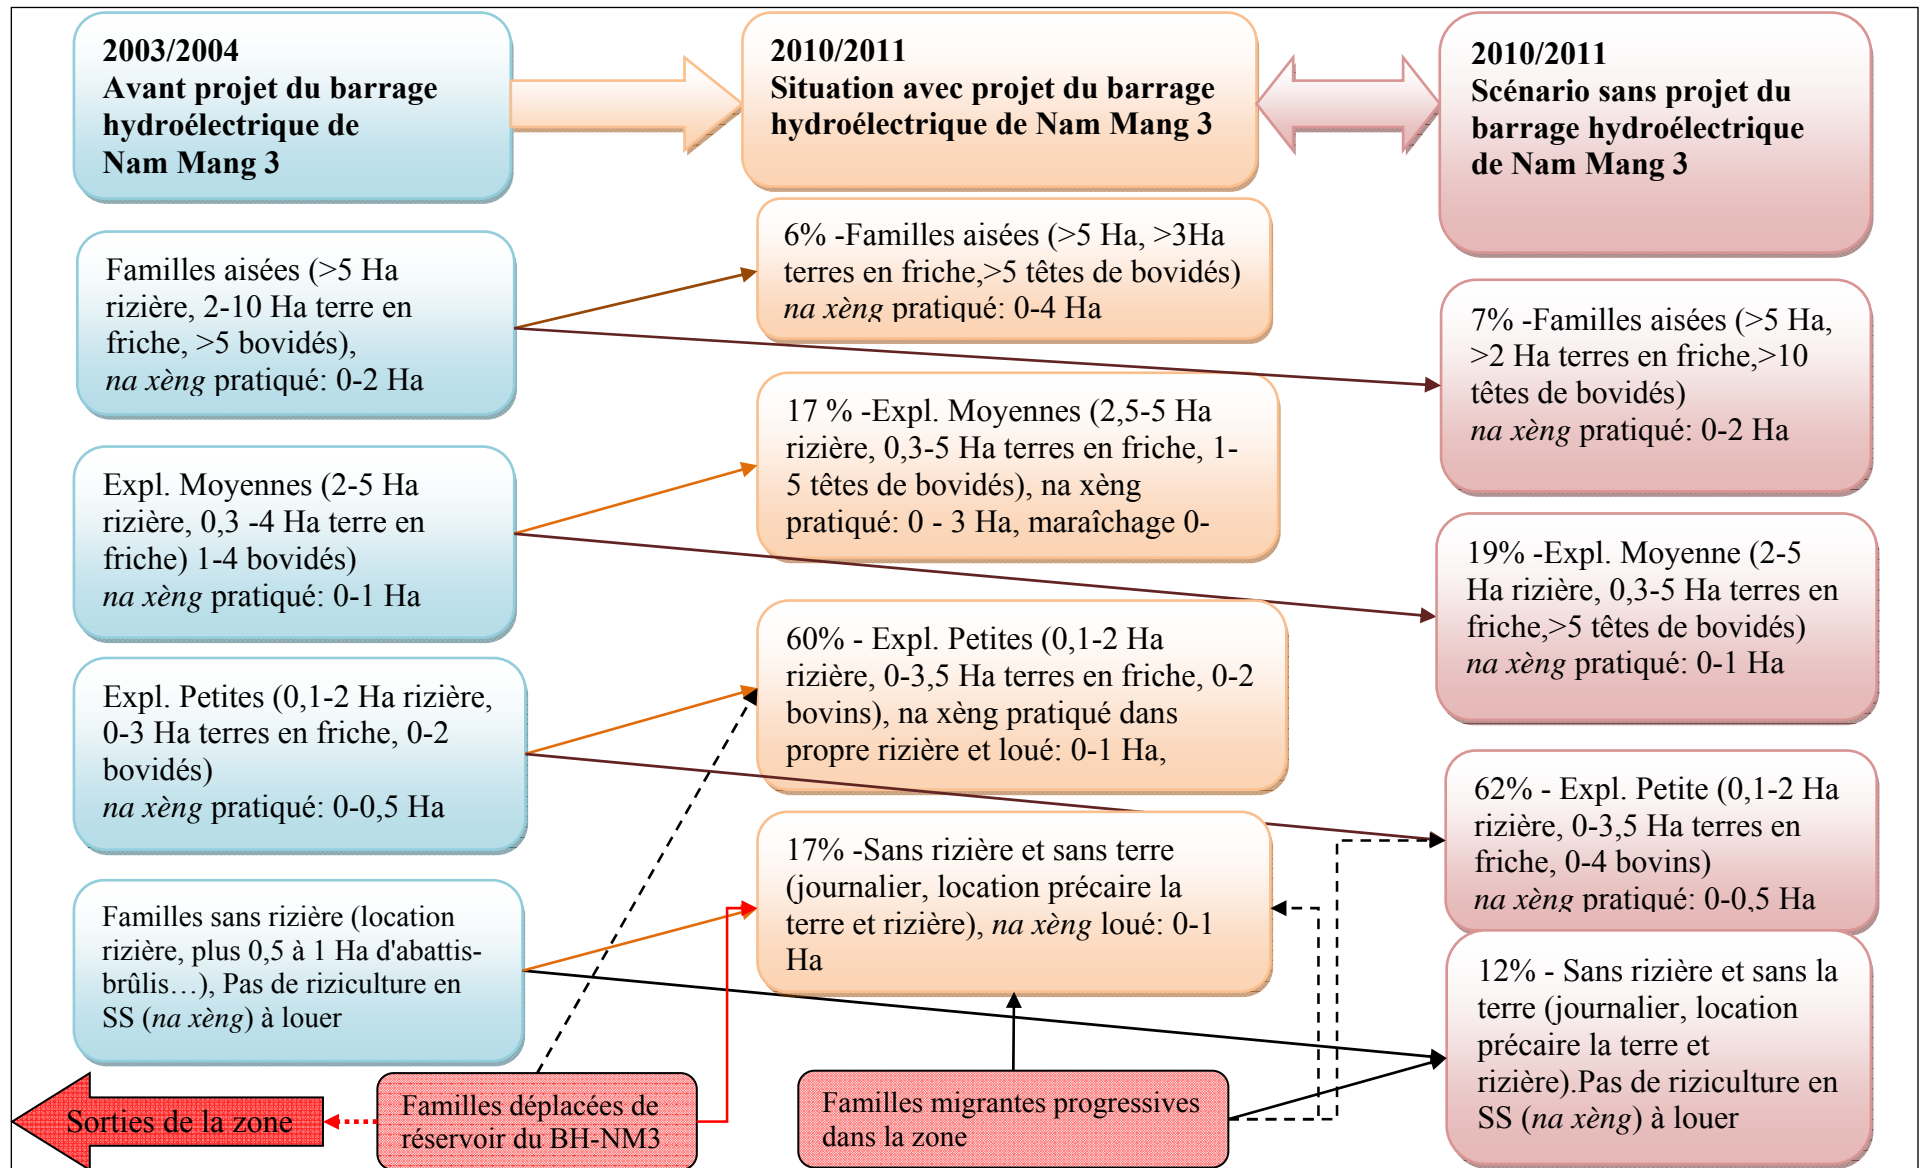 2003/2004
Avant projet du barrage
hydroélectrique de
Nam Mang 3
2010/2011
Situation avec projet du barrage
hydroélectrique de Nam Mang 3
2010/2011
Scénario sans projet du
barrage hydroélectrique
de Nam Mang 3
Familles aisées (>5 Ha
rizière, 2-10 Ha terre en
friche, >5 bovidés),
na xèng pratiqué: 0-2 Ha
6% -Familles aisées (>5 Ha, >3Ha
terres en friche,>5 têtes de bovidés)
na xèng pratiqué: 0-4 Ha
7% -Familles aisées (>5 Ha,
>2 Ha terres en friche,>10
têtes de bovidés)
na xèng pratiqué: 0-2 Ha
Expl. Moyennes (2-5 Ha
rizière, 0,3 -4 Ha terre en
friche) 1-4 bovidés)
na xèng pratiqué: 0-1 Ha
17 % -Expl. Moyennes (2,5-5 Ha
rizière, 0,3-5 Ha terres en friche, 1-
5 têtes de bovidés), na xèng
pratiqué: 0 - 3 Ha, maraîchage 0-
19% -Expl. Moyenne (2-5
Ha rizière, 0,3-5 Ha terres en
friche,>5 têtes de bovidés)
na xèng pratiqué: 0-1 Ha
Expl. Petites (0,1-2 Ha rizière,
0-3 Ha terres en friche, 0-2
bovidés)
na xèng pratiqué: 0-0,5 Ha
60% - Expl. Petites (0,1-2 Ha
rizière, 0-3,5 Ha terres en friche, 0-2
bovins), na xèng pratiqué dans
propre rizière et loué: 0-1 Ha,
62% - Expl. Petite (0,1-2 Ha
rizière, 0-3,5 Ha terres en
friche, 0-4 bovins)
na xèng pratiqué: 0-0,5 Ha
Familles sans rizière (location
rizière, plus 0,5 à 1 Ha d'abattis-
brûlis…), Pas de riziculture en
SS (na xèng) à louer
17% -Sans rizière et sans terre
(journalier, location précaire la
terre et rizière), na xèng loué: 0-1
Ha
12% - Sans rizière et sans la
terre (journalier, location
précaire la terre et
rizière).Pas de riziculture en
SS (na xèng) à louer
Sorties de la zone
Familles déplacées de
réservoir du BH-NM3
Familles migrantes progressives
dans la zone